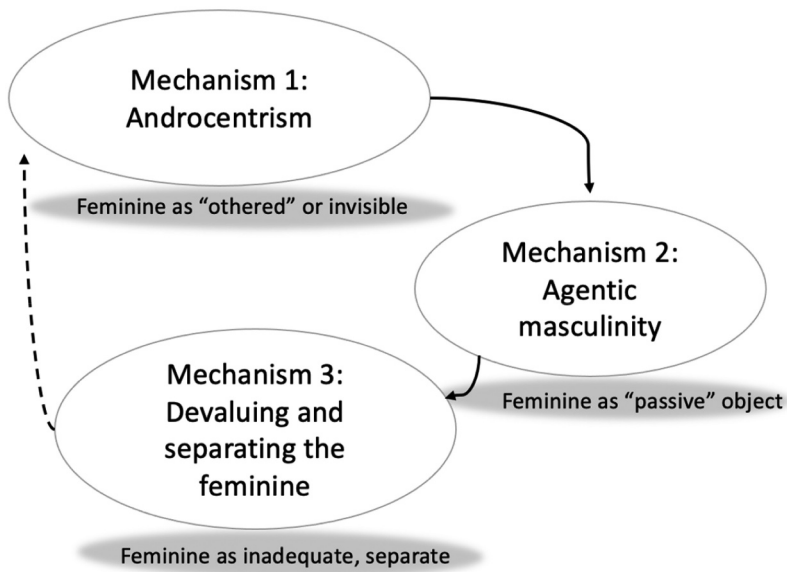 Mechanism 1:
Androcentrism
Feminine as “othered” or invisible
Mechanism 2:
Agentic
masculinity
Feminine as “passive” object
Mechanism 3:
Devaluing and
separating the
feminine
Feminine as inadequate, separate